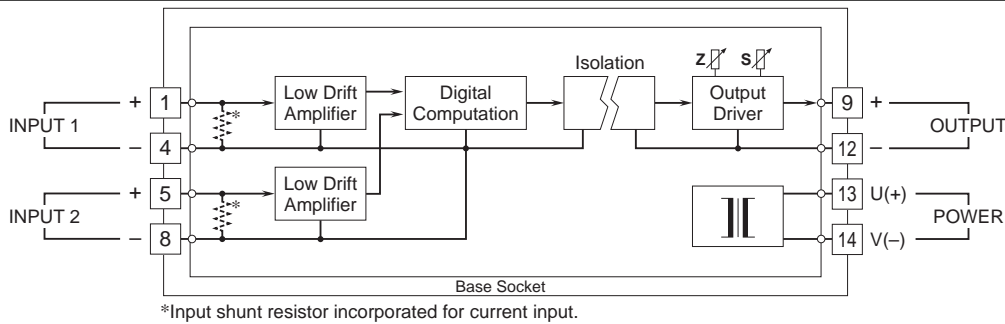 Isolation
Z
S
+ 1
*
Low Drift
Amplifier
Digital
Computation
Output
Driver
9 +
INPUT 1
OUTPUT
– 4
12 –
+ 5
*
Low Drift
Amplifier
13 U(+)
INPUT 2
POWER
– 8
14 V(–)
Base Socket
*Input shunt resistor incorporated for current input.